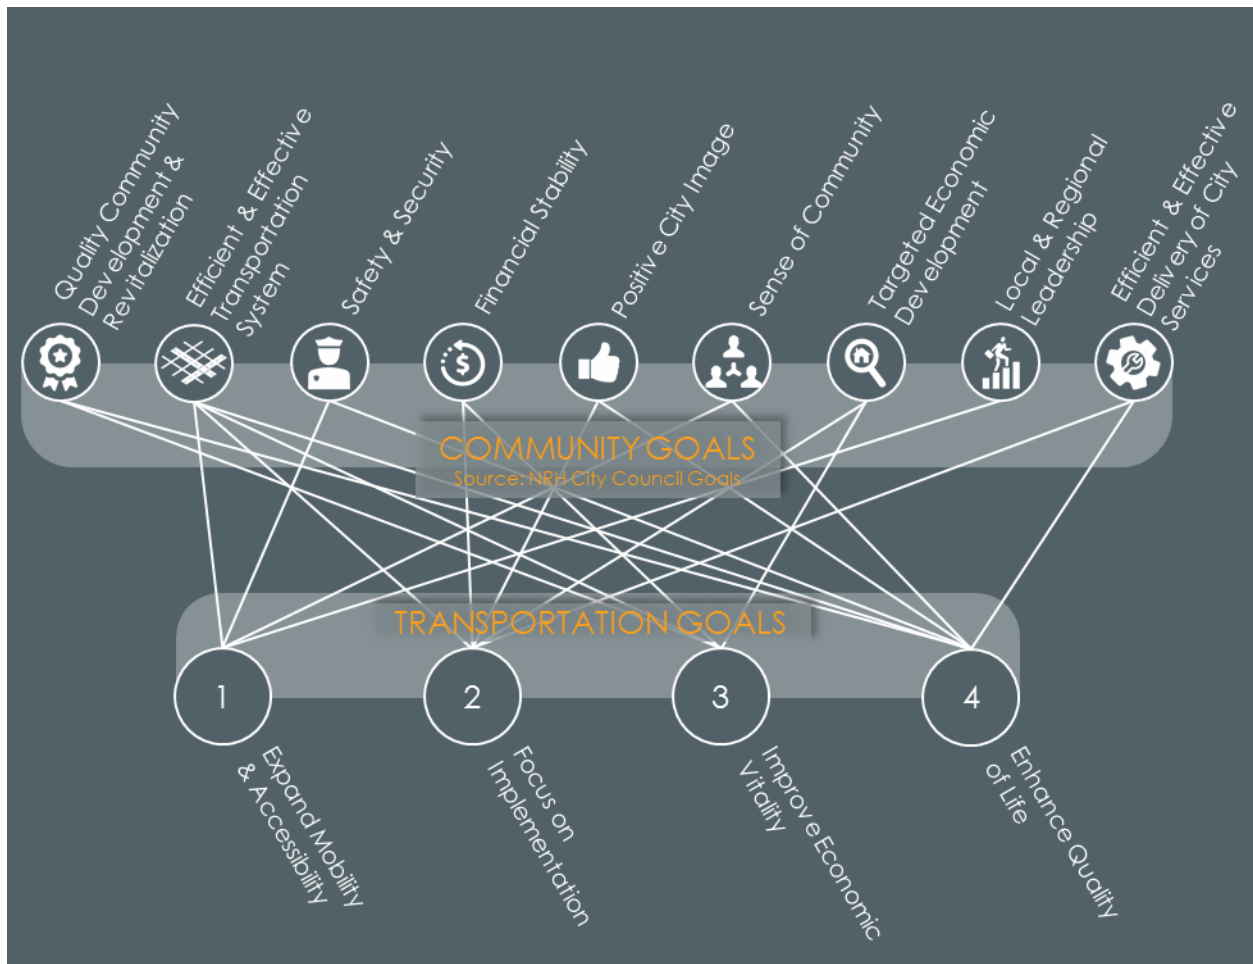 Quality Community
Development &
Revitalization
Efficient & Effective
Transportation
System
Safety & Security
Financial Stability
Positive City Image
Sense of Community
Targeted Economic
Development
Local & Regional
Leadership
Efficient & Effective
Delivery of City
Services
$
COMMUNITY GOALS
Source: NRH City Council Goals
TRANSPORTATION GOALS
1
2
3
4
Expand Mobility
& Accessibility
Focus on
Implementation
Improve Economic
Vitality
Enhance Quality
of Life